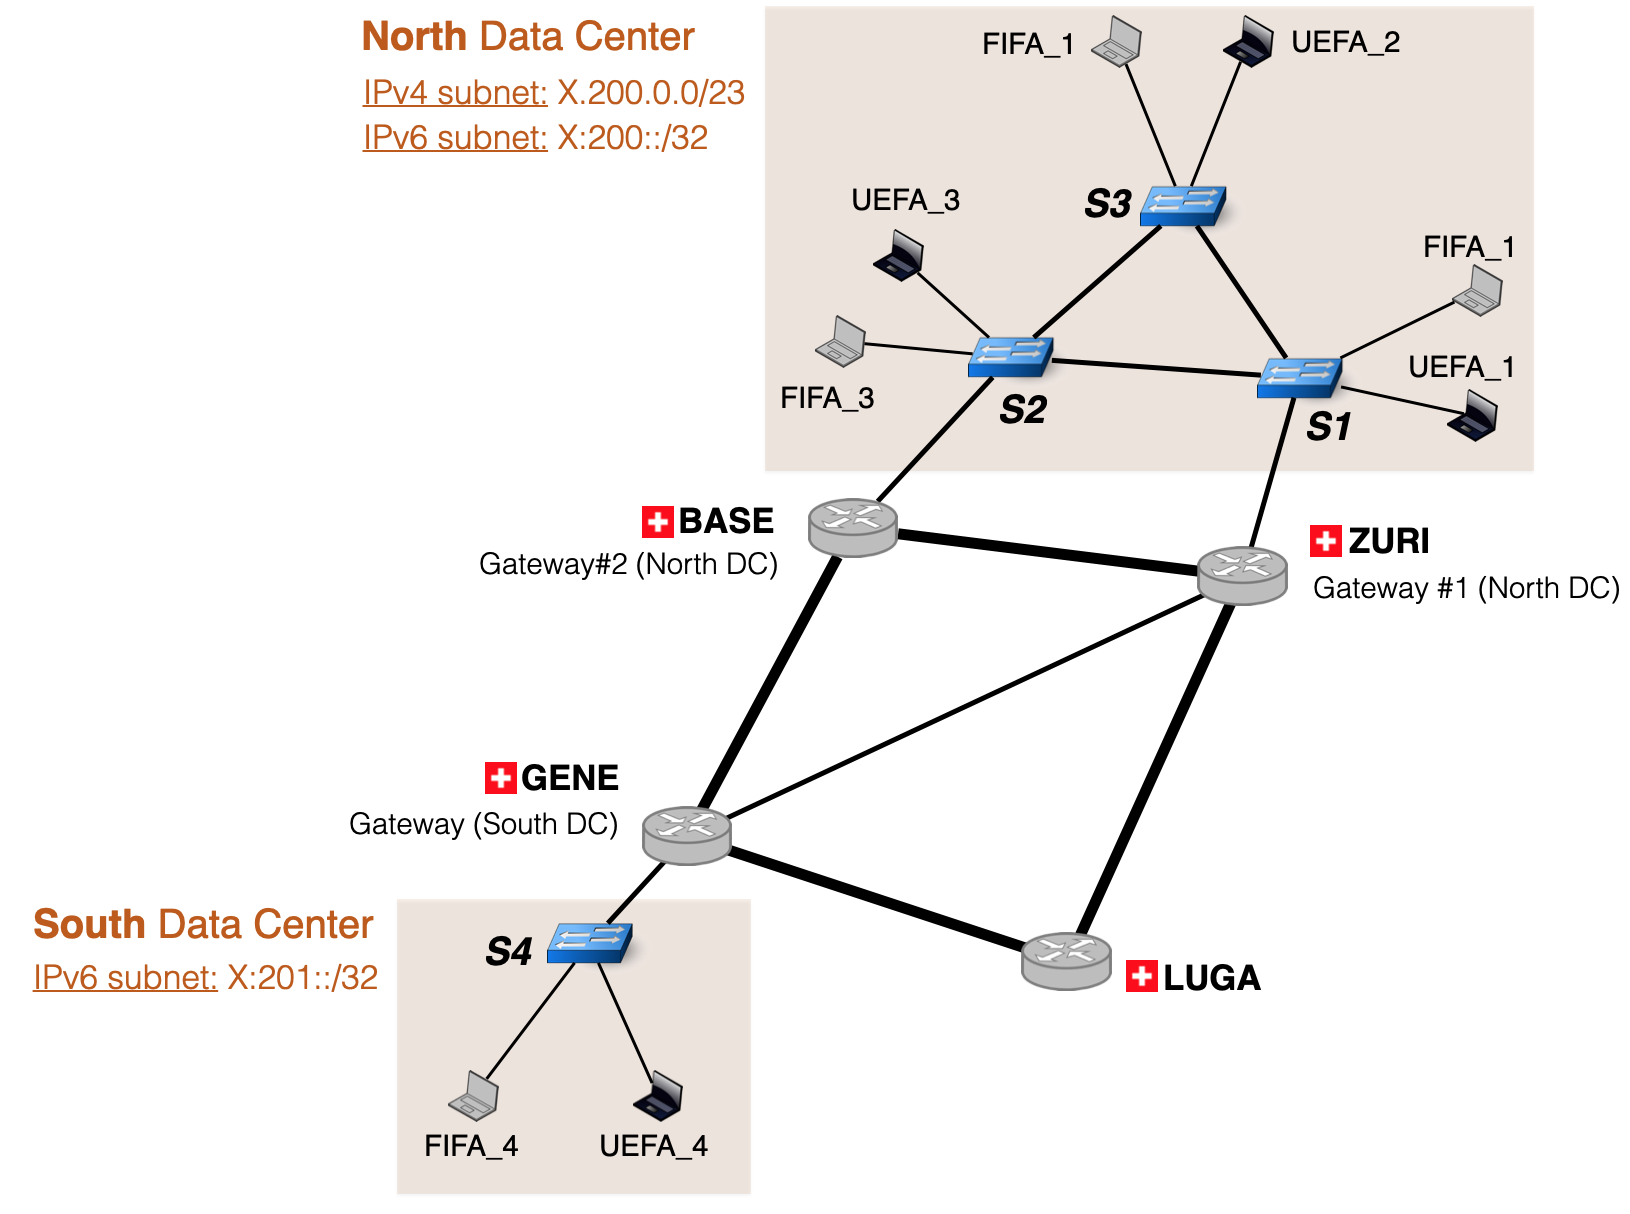 North Data Center
IPv4 subnet: X.200.0.0/23
IPv6 subnet: X:200::/32
FIFA_1
UEFA_2
S3
UEFA_3
FIFA_1
UEFA_1
FIFA_3
S2
S1
BASE
Gateway#2 (North DC)
ZURI
Gateway #1 (North DC)
GENE
Gateway (South DC)
South Data Center
IPv6 subnet: X:201::/32
S4
LUGA
FIFA_4
UEFA_4